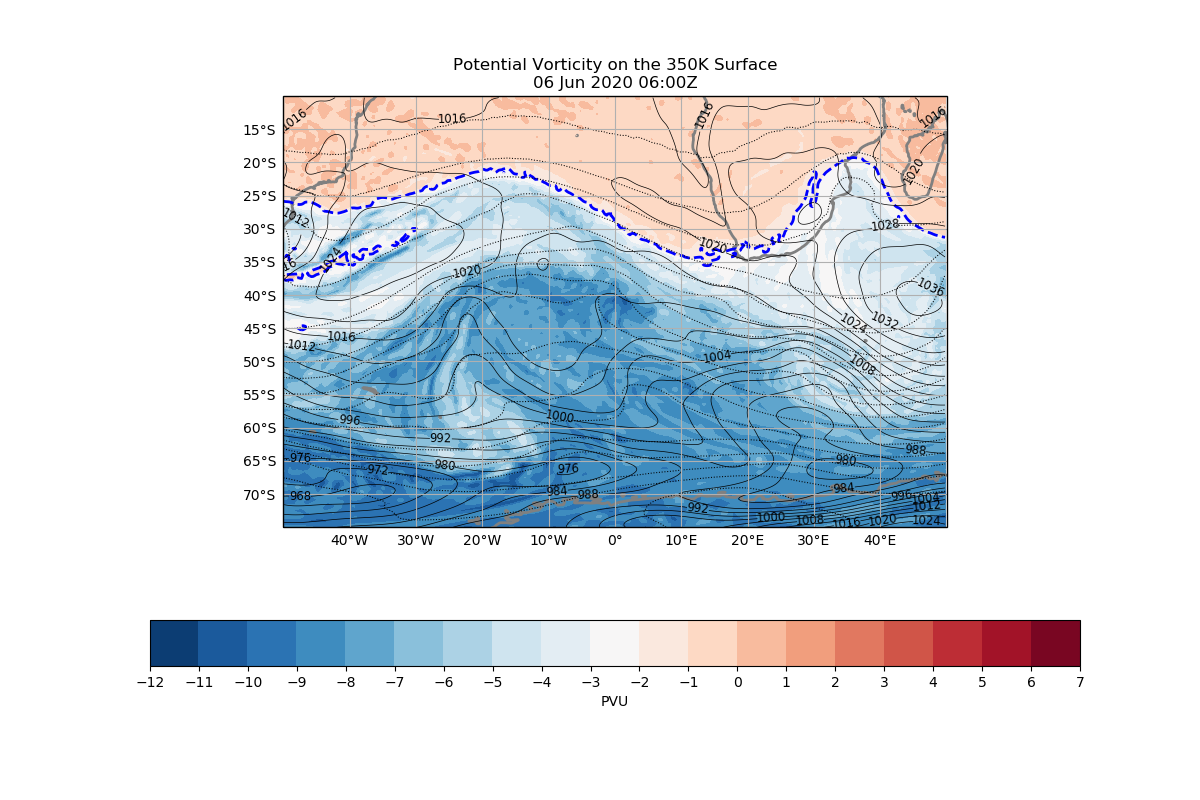 Potential Vorticity on the 350K Surface
06 Jun 2020 06:00Z
1016 1016 1016 1016
15°S
20°S
1020
25°S
1012 1028
30°S
1024 1020
16
35°S
1020 1036
40°S
1024 1032
45°S
1016
1012 1004 1008
50°S
55°S
996 1000
60°S
992 988
976 980 976 980
65°S
972
968 984 988 984 996 1004
70°S
992 1012
1000 1008 1016 1020 1024
40°W 30°W 20°W 10°W 0° 10°E 20°E 30°E 40°E
−12 −11 −10 −9 −8 −7 −6 −5 −4 −3 −2 −1 0 1 2 3 4 5 6 7
PVU